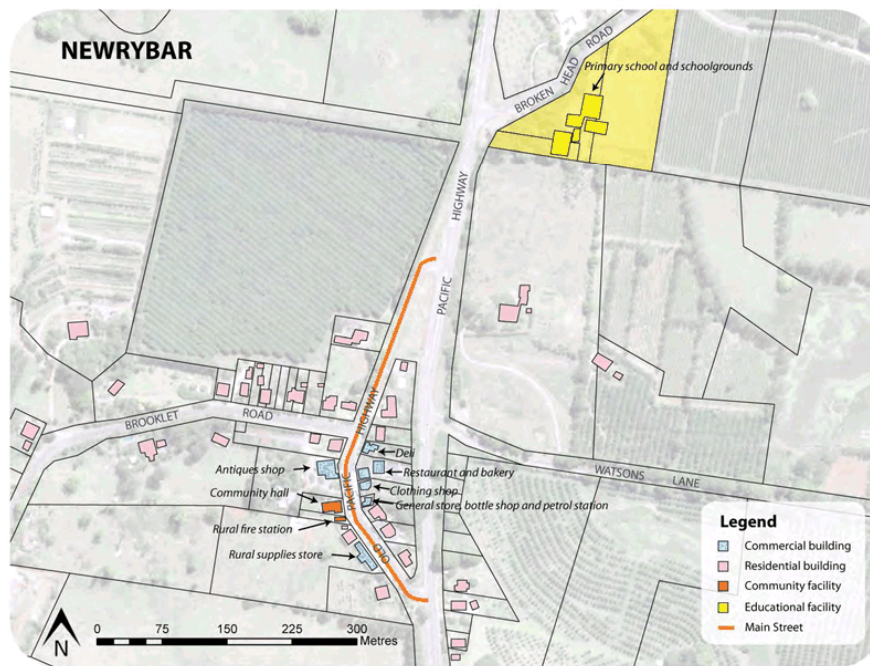 NEWRYBAR
Primary school and schoolgrounds
BROKEN HEAD ROAD
PACIFIC HIGHWAY
OLD PACIFIC HIGHWAY
BROOKLET ROAD
WATSONS LANE
Deli
Antiques shop
Restaurant and bakery
Clothing shop
Community hall
General store, bottle shop and petrol station
Rural fire station
Rural supplies store
Legend
Commercial building
Residential building
Community facility
Educational facility
Main Street
N
0 75 150 225 300
Metres